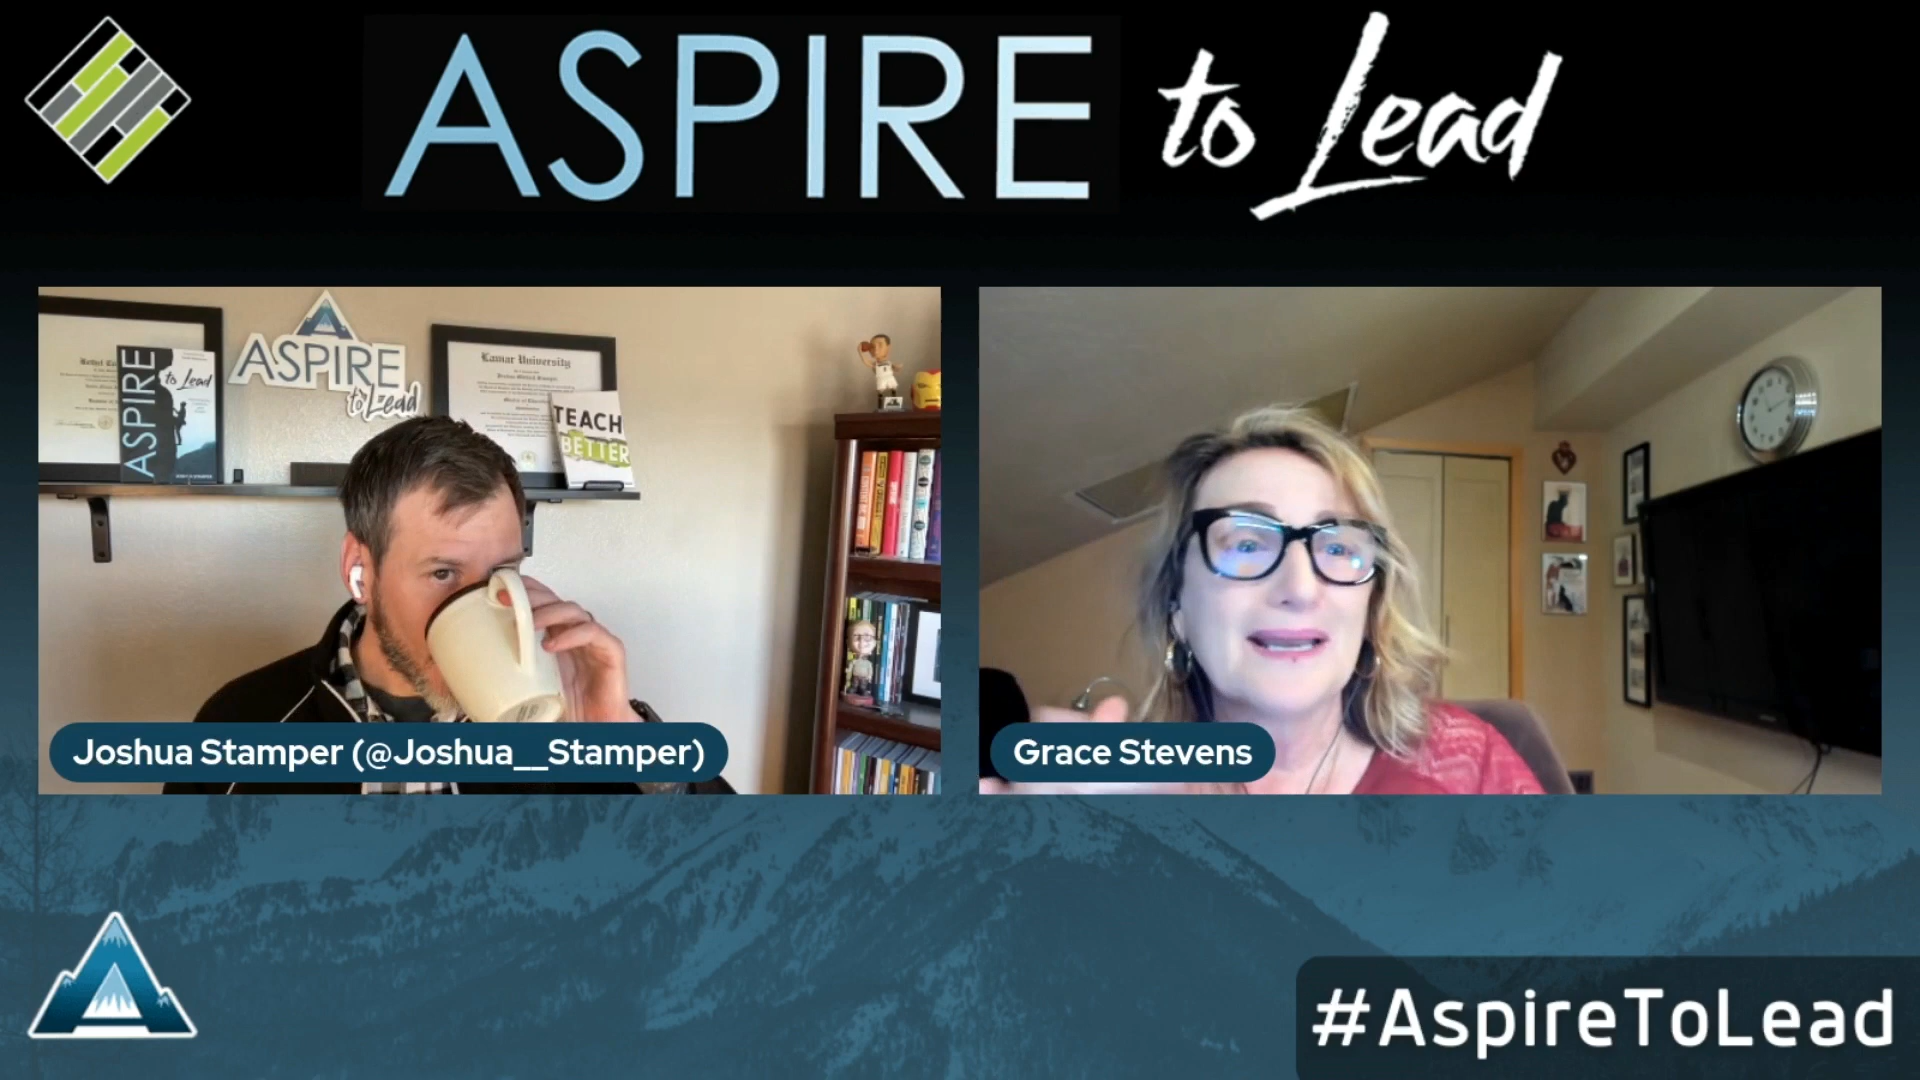 ASPIRE to Lead
ASPIRE
to Lead
ASPIRE
to Lead
Lamar University
TEACH
BETTER
Joshua Stamper (@Joshua__Stamper)
Grace Stevens
#AspireToLead